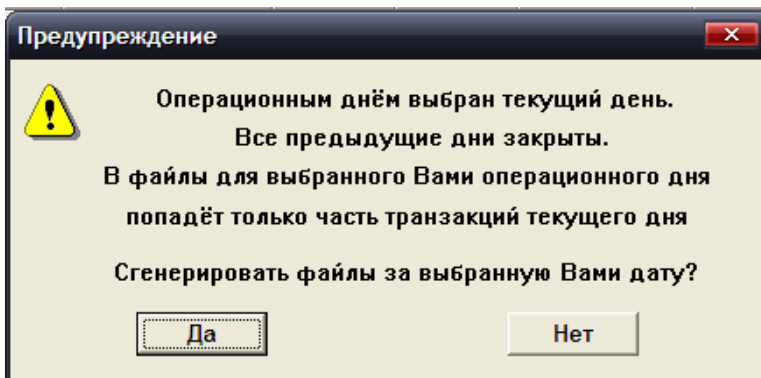 Предупреждение
Операционным днём выбран текущий день.
Все предыдущие дни закрыты.
В файлы для выбранного Вами операционного дня
попадёт только часть транзакций текущего дня
Сгенерировать файлы за выбранную Вами дату?
Да
Нет